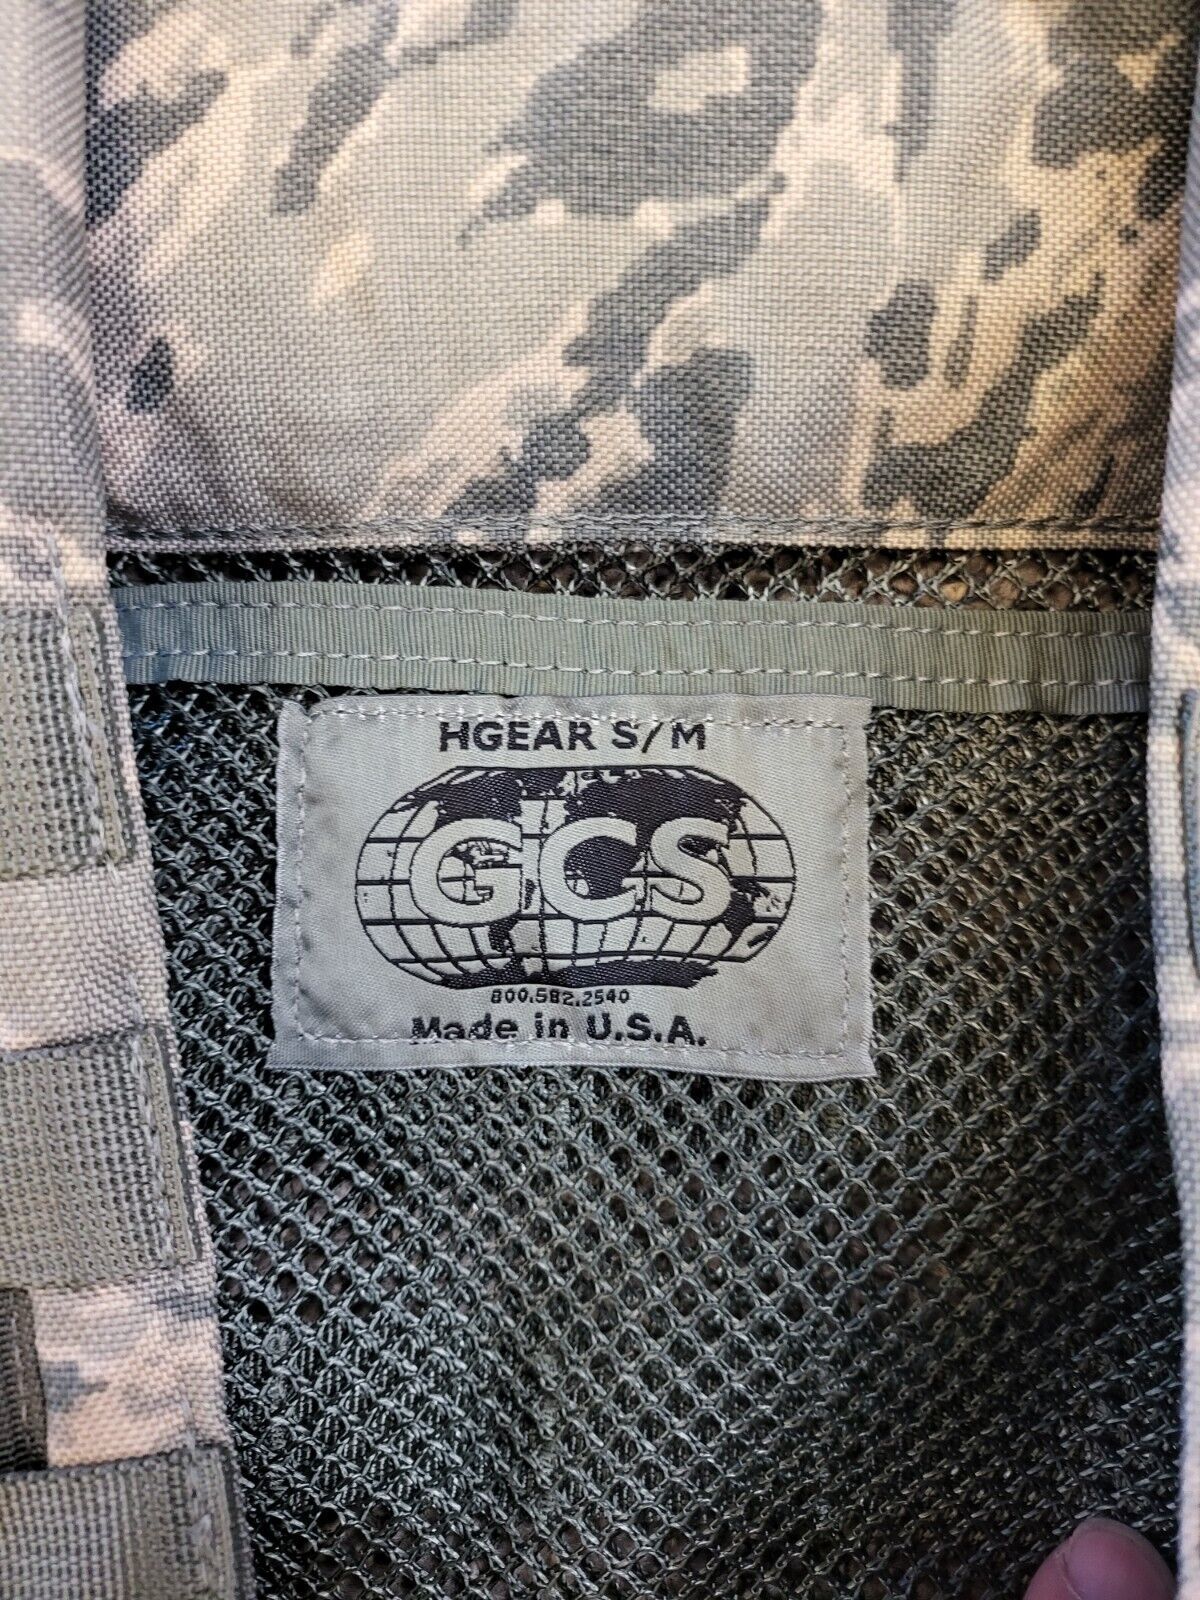 HGEAR S/M
GCS
800.582.2540
Made in U.S.A.